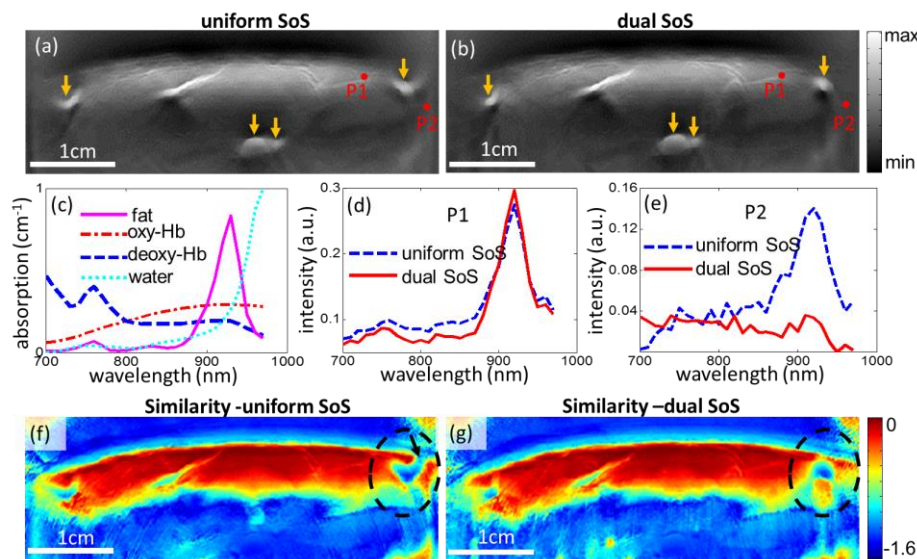 uniform SoS
dual SoS
(a)
P1
P2
1cm
(b)
P1
P2
1cm
max
min
(c)
absorption (cm-1)
1
0
fat
oxy-Hb
deoxy-Hb
water
700 800 900 1000
wavelength (nm)
(d)
P1
intensity (a.u.)
0.3
0.1
uniform SoS
dual SoS
700 800 900 1000
wavelength (nm)
(e)
P2
intensity (a.u.)
0.16
0.12
0.08
0.04
uniform SoS
dual SoS
700 800 900 1000
wavelength (nm)
Similarity -uniform SoS
Similarity –dual SoS
(f)
1cm
(g)
1cm
0
-1.6